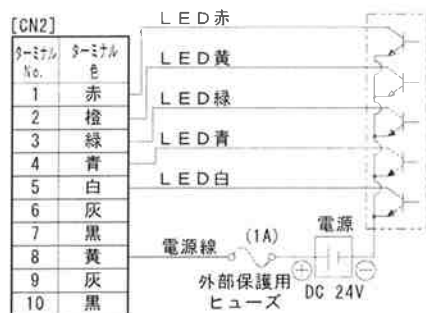 [CN2]
ターミナル No. ターミナル 色
1 赤
2 橙
3 緑
4 青
5 白
6 灰
7 黒
8 黄
9 灰
10 黒
LED赤
LED黄
LED緑
LED青
LED白
電源線
(1A)
外部保護用
ヒューズ
電源
DC 24V